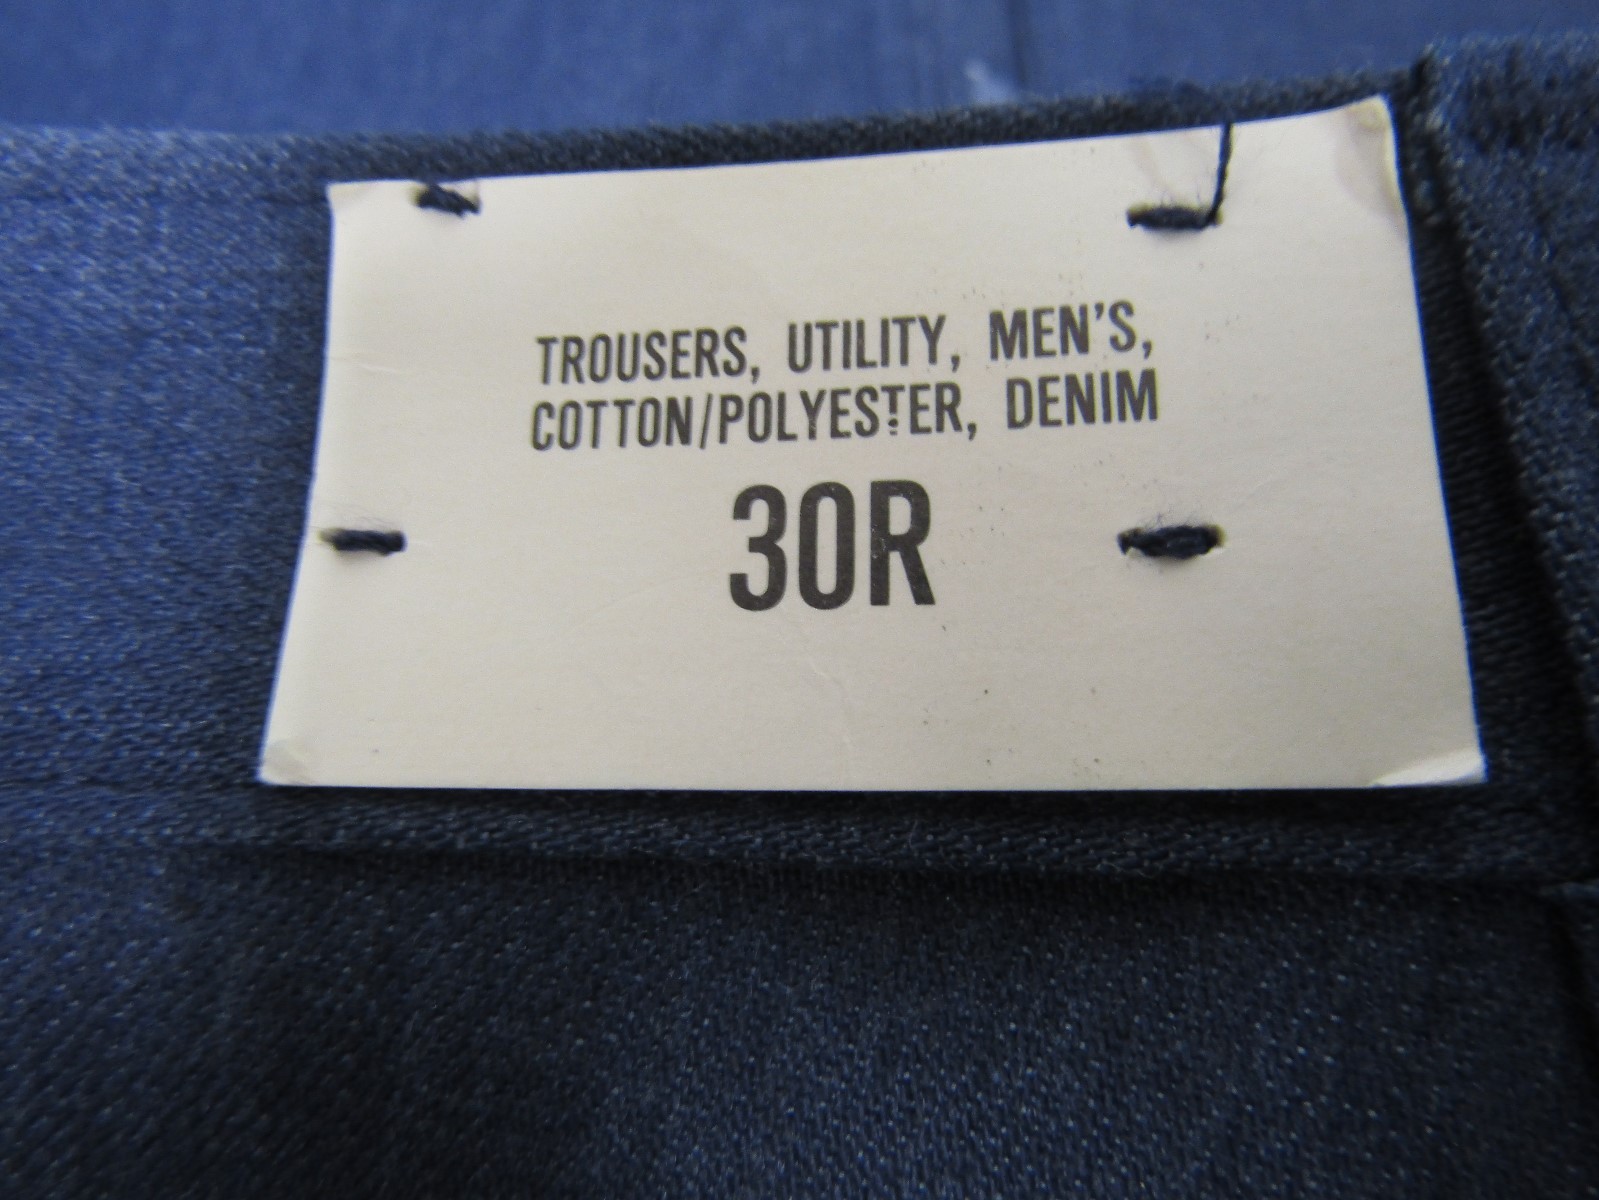 TROUSERS, UTILITY, MEN'S,
COTTON/POLYESTER, DENIM
30R